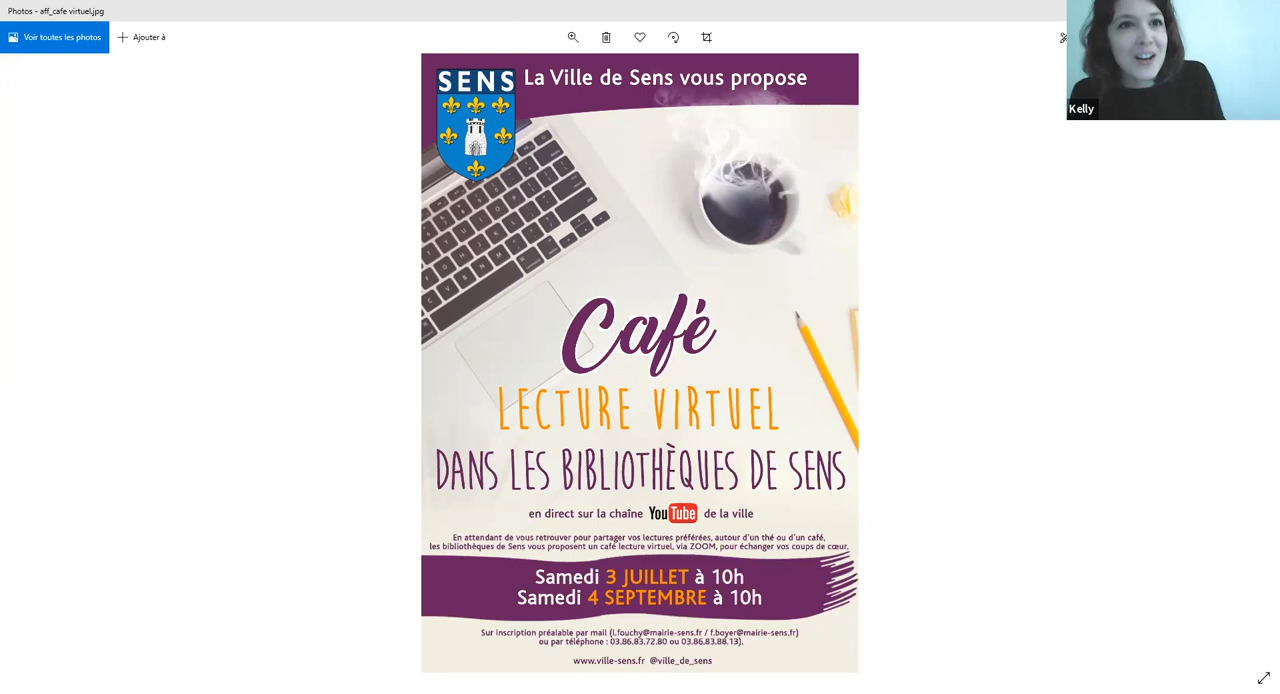 Photos - aff_cafe virtuel.jpg
Voir toutes les photos
Ajouter à
Kelly
SENS
La Ville de Sens vous propose
Café
LECTURE VIRTUEL
DANS LES BIBLIOTHÈQUES DE SENS
en direct sur la chaîne YouTube de la ville
En attendant de vous retrouver pour partager vos lectures préférées, autour d'un thé ou d'un café,
les bibliothèques de Sens vous proposent un café lecture virtuel, via ZOOM, pour échanger vos coups de cœur.
Samedi 3 JUILLET à 10h
Samedi 4 SEPTEMBRE à 10h
Sur inscription préalable par mail (l.fouchy@mairie-sens.fr / f.boyer@mairie-sens.fr)
ou par téléphone : 03.86.83.72.80 ou 03.86.83.88.13).
www.ville-sens.fr @ville_de_sens